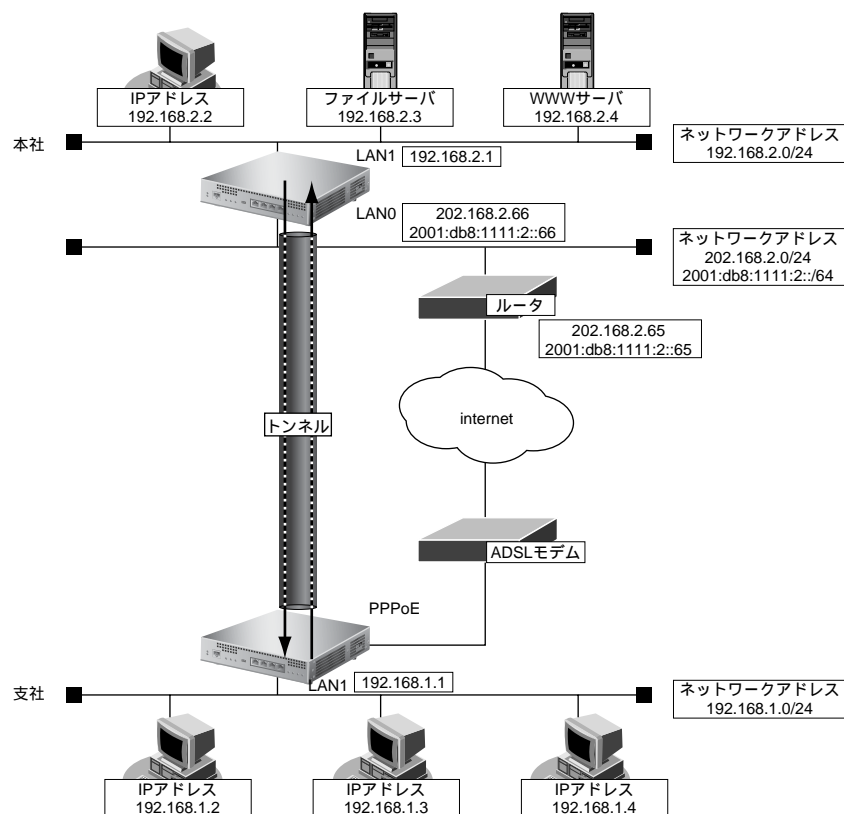 IPアドレス
192.168.2.2
ファイルサーバ
192.168.2.3
WWWサーバ
192.168.2.4
本社
ネットワークアドレス
192.168.2.0/24
LAN1
192.168.2.1
LAN0
202.168.2.66
2001:db8:1111:2::66
ネットワークアドレス
202.168.2.0/24
2001:db8:1111:2::/64
ルータ
202.168.2.65
2001:db8:1111:2::65
トンネル
internet
ADSLモデム
PPPoE
支社
LAN1
192.168.1.1
ネットワークアドレス
192.168.1.0/24
IPアドレス
192.168.1.2
IPアドレス
192.168.1.3
IPアドレス
192.168.1.4